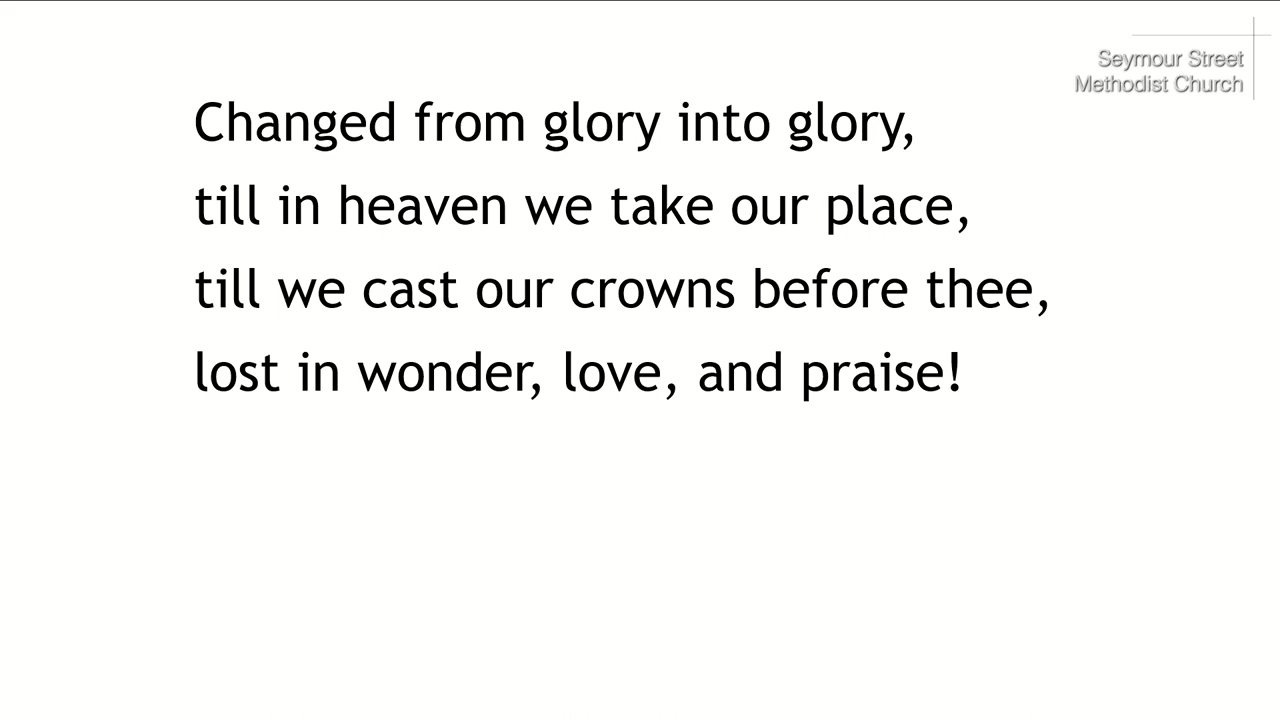 Seymour Street
Methodist Church
Changed from glory into glory,
till in heaven we take our place,
till we cast our crowns before thee,
lost in wonder, love, and praise!